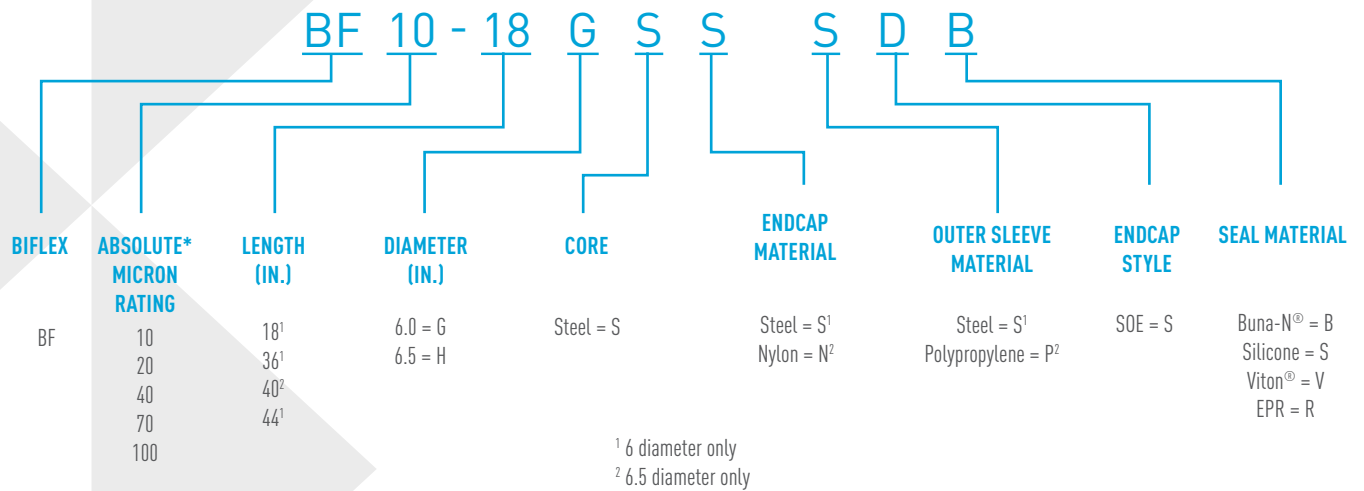 BF 10 - 18 G S S S D B
BIFLEX
BF
ABSOLUTE*
MICRON
RATING
10
20
40
70
100
LENGTH
(IN.)
18¹
36¹
40²
44¹
DIAMETER
(IN.)
6.0 = G
6.5 = H
CORE
Steel = S
ENDCAP
MATERIAL
Steel = S¹
Nylon = N²
OUTER SLEEVE
MATERIAL
Steel = S¹
Polypropylene = P²
ENDCAP
STYLE
SOE = S
SEAL MATERIAL
Buna-N® = B
Silicone = S
Viton® = V
EPR = R
¹ 6 diameter only
² 6.5 diameter only